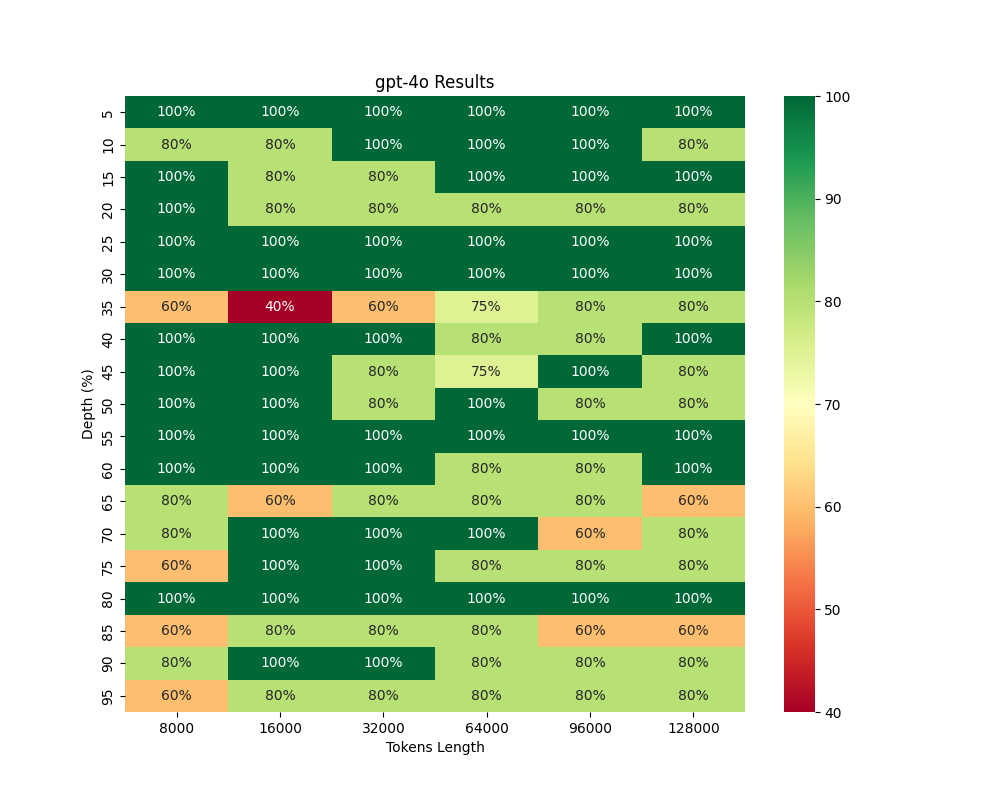 gpt-4o Results
5 100% 100% 100% 100% 100% 100%
10 80% 80% 100% 100% 100% 80%
15 100% 80% 80% 100% 100% 100%
20 100% 80% 80% 80% 80% 80%
25 100% 100% 100% 100% 100% 100%
30 100% 100% 100% 100% 100% 100%
35 60% 40% 60% 75% 80% 80%
40 100% 100% 100% 80% 80% 100%
45 100% 100% 80% 75% 100% 80%
50 100% 100% 80% 100% 80% 80%
55 100% 100% 100% 100% 100% 100%
60 100% 100% 100% 80% 80% 100%
65 80% 60% 80% 80% 80% 60%
70 80% 100% 100% 100% 60% 80%
75 60% 100% 100% 80% 80% 80%
80 100% 100% 100% 100% 100% 100%
85 60% 80% 80% 80% 60% 60%
90 80% 100% 100% 80% 80% 80%
95 60% 80% 80% 80% 80% 80%
8000 16000 32000 64000 96000 128000
Tokens Length
Depth (%)
100
90
80
70
60
50
40